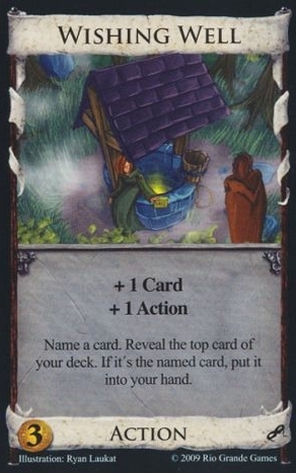 WISHING WELL
+ 1 Card
+ 1 Action
Name a card. Reveal the top card of
your deck. If it´s the named card, put it
into your hand.
3
ACTION
Illustration: Ryan Laukat © 2009 Rio Grande Games